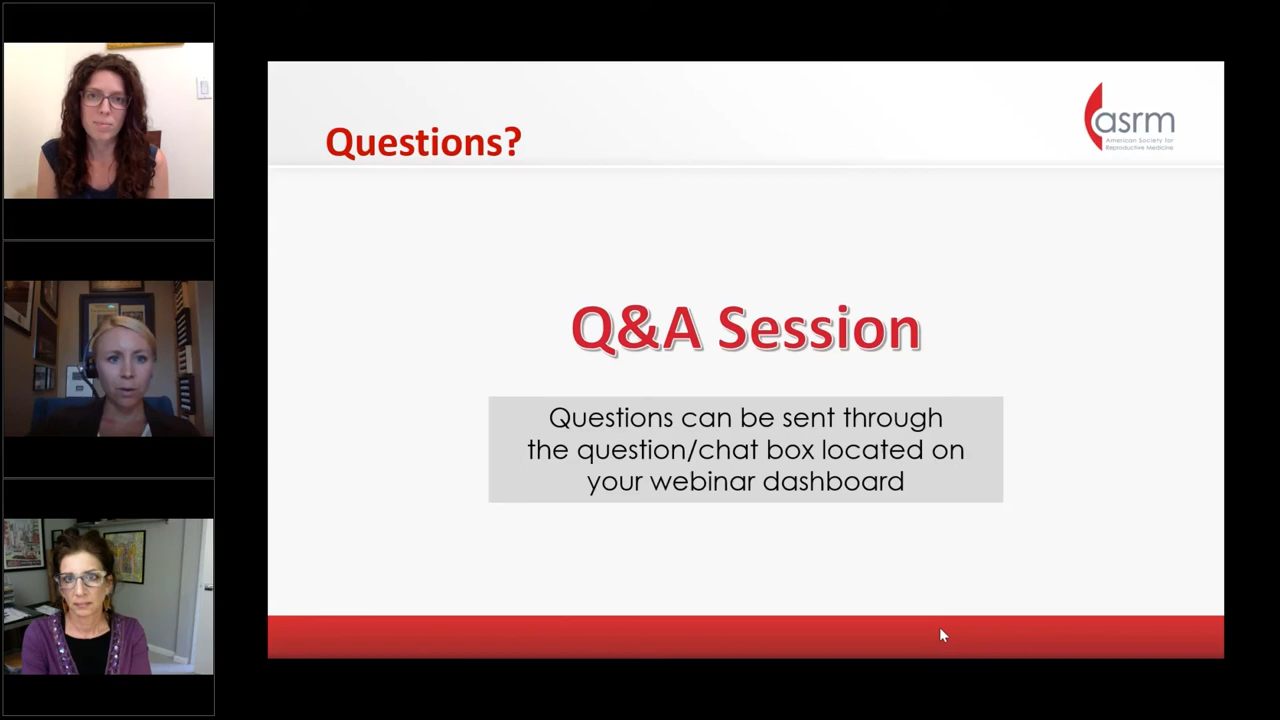 Questions?
asrm
American Society for
Reproductive Medicine
Q&A Session
Questions can be sent through
the question/chat box located on
your webinar dashboard